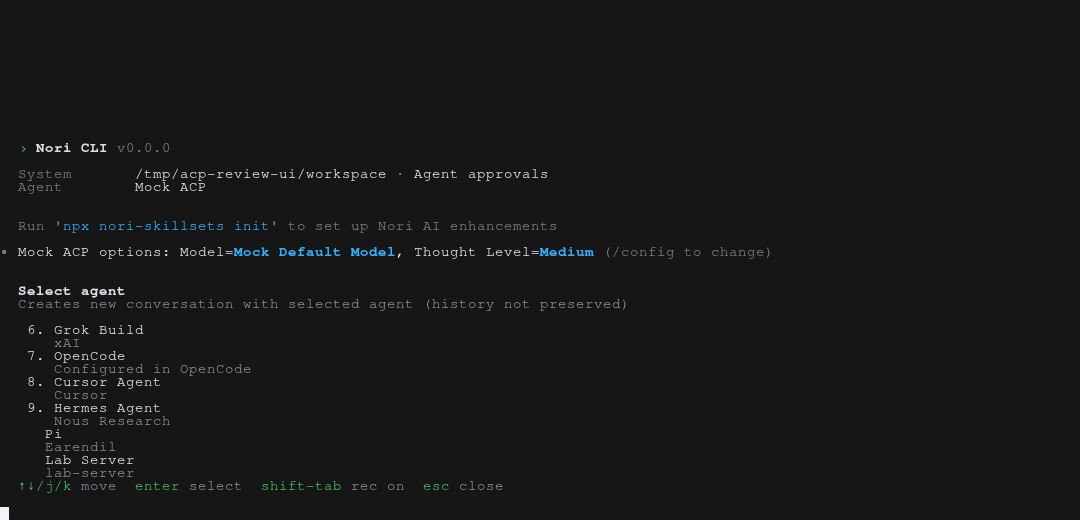 › Nori CLI v0.0.0
System /tmp/acp-review-ui/workspace · Agent approvals
Agent Mock ACP
Run 'npx nori-skillsets init' to set up Nori AI enhancements
• Mock ACP options: Model=Mock Default Model, Thought Level=Medium (/config to change)
Select agent
Creates new conversation with selected agent (history not preserved)
6. Grok Build
xAI
7. OpenCode
Configured in OpenCode
8. Cursor Agent
Cursor
9. Hermes Agent
Nous Research
Pi
Earendil
Lab Server
lab-server
↑↓/j/k move enter select shift-tab rec on esc close